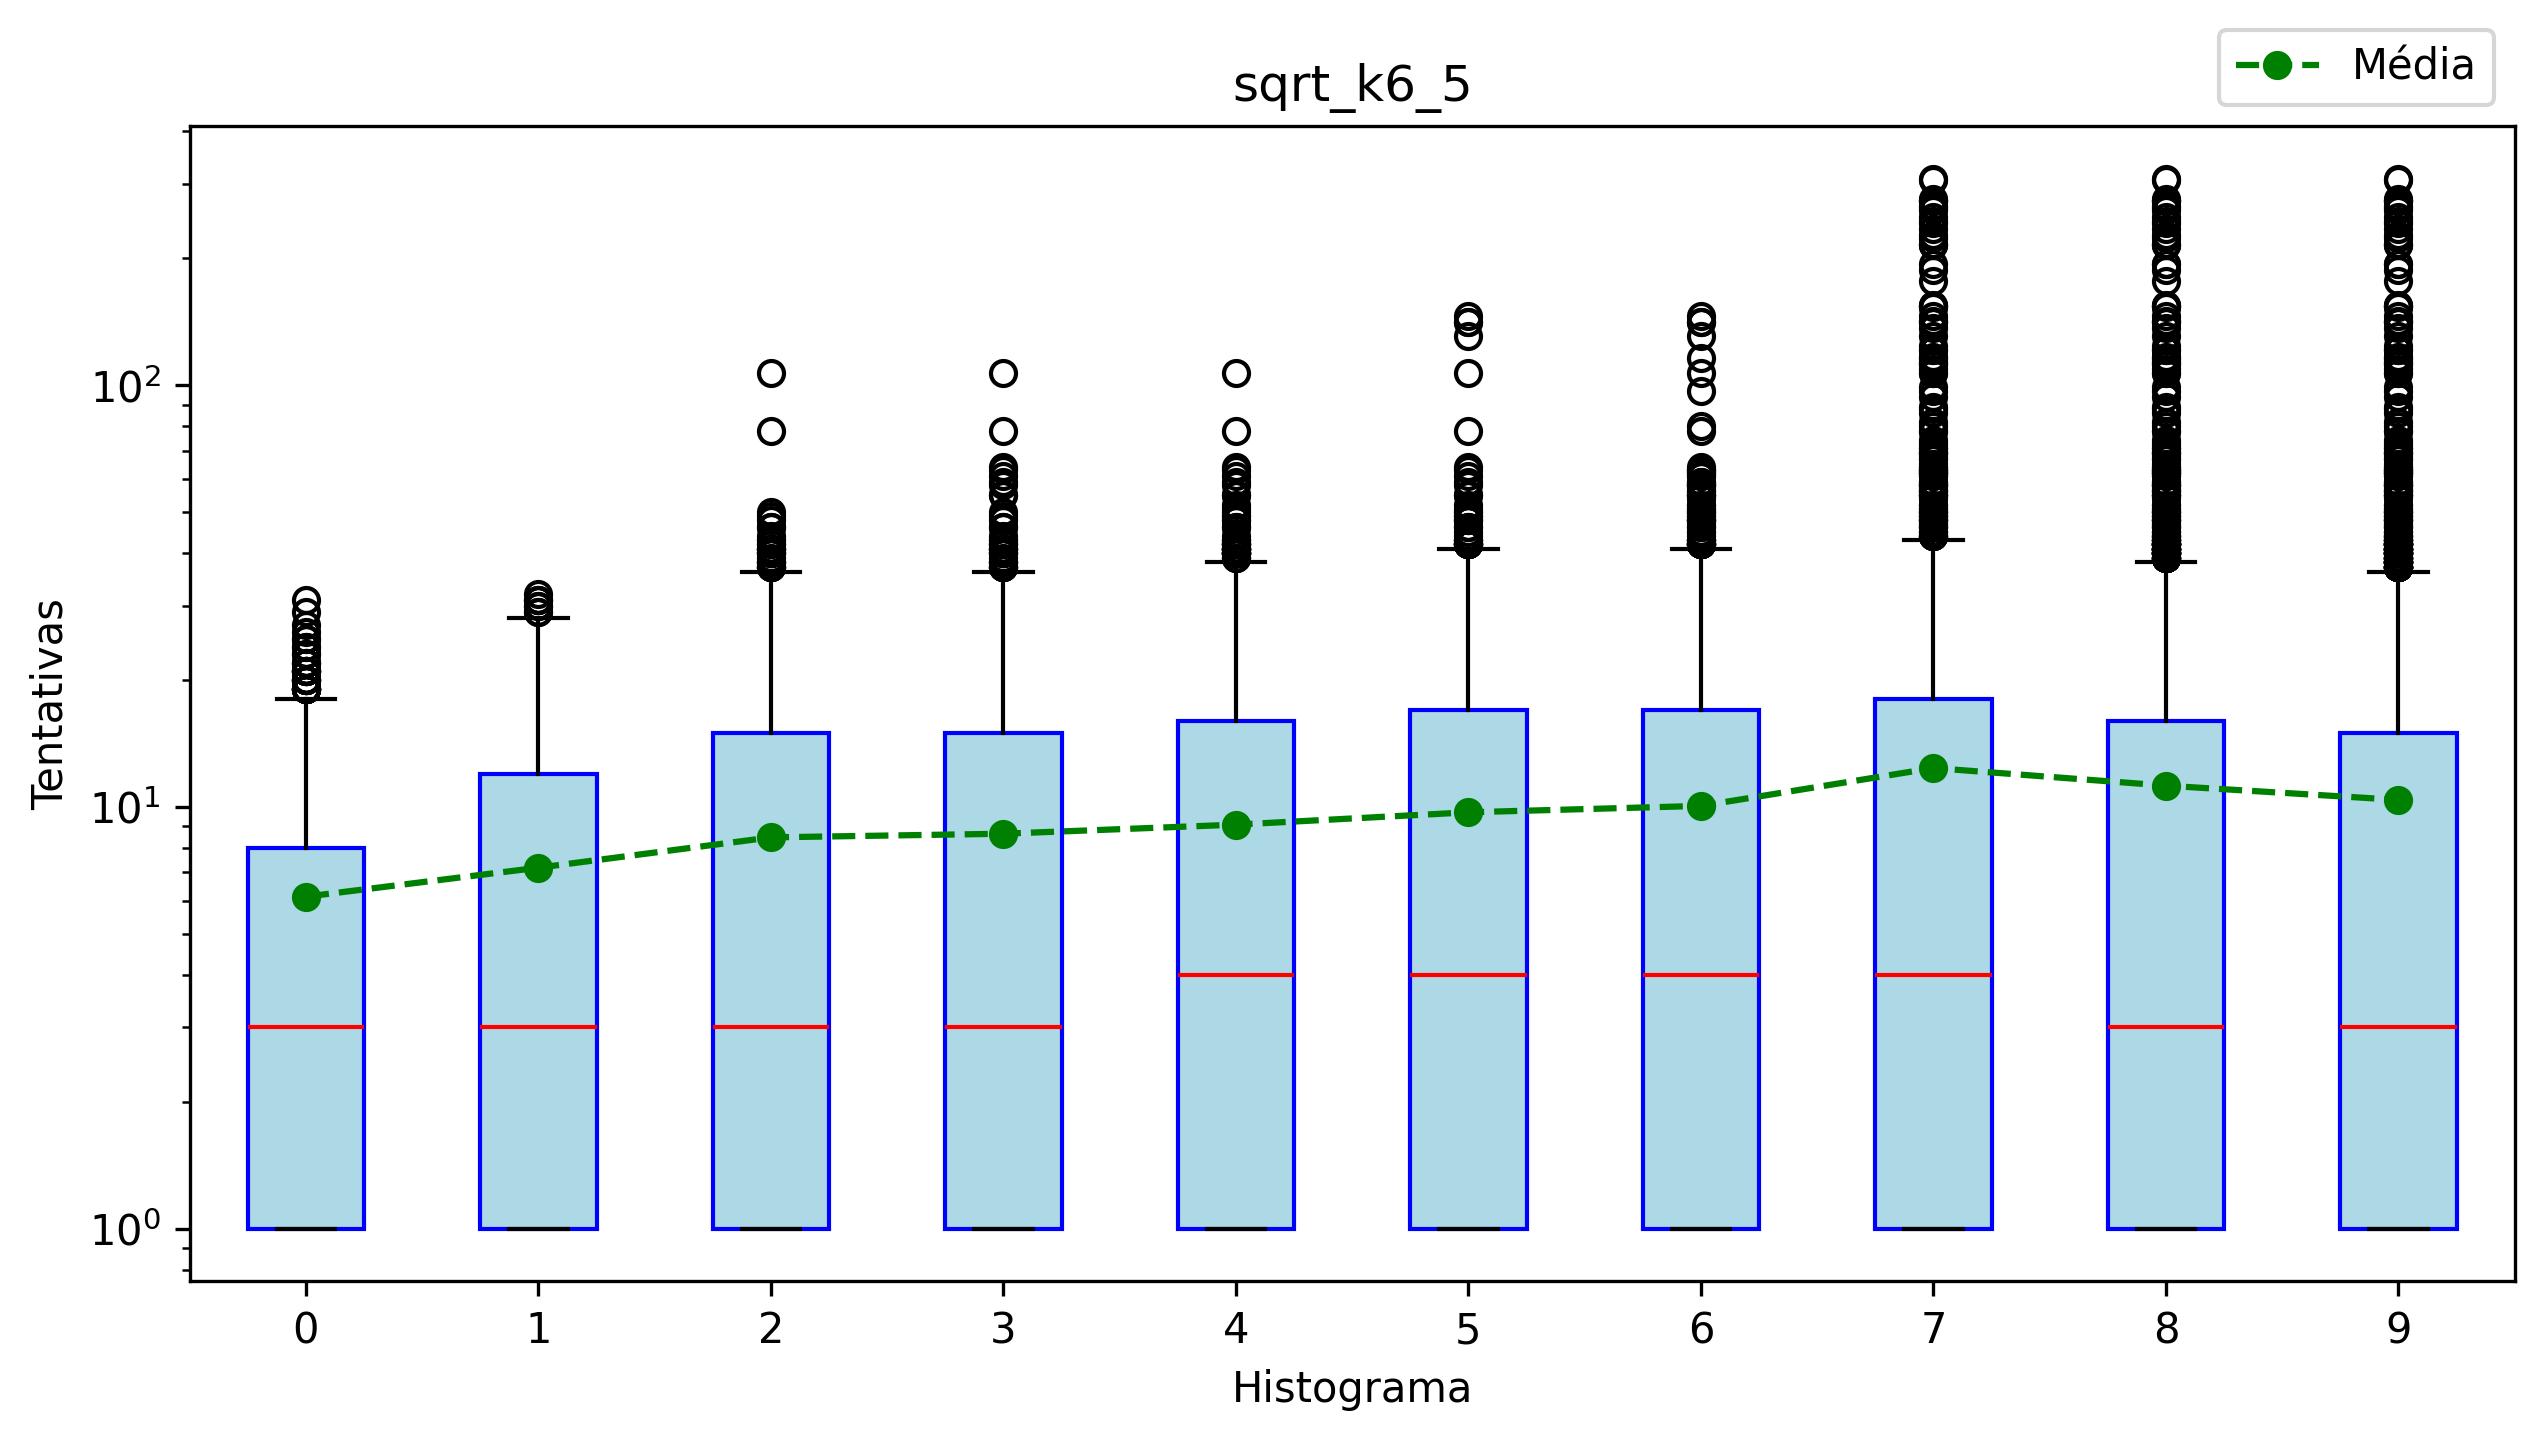 Média
sqrt_k6_5
10²
10¹
10⁰
Tentativas
0 1 2 3 4 5 6 7 8 9
Histograma